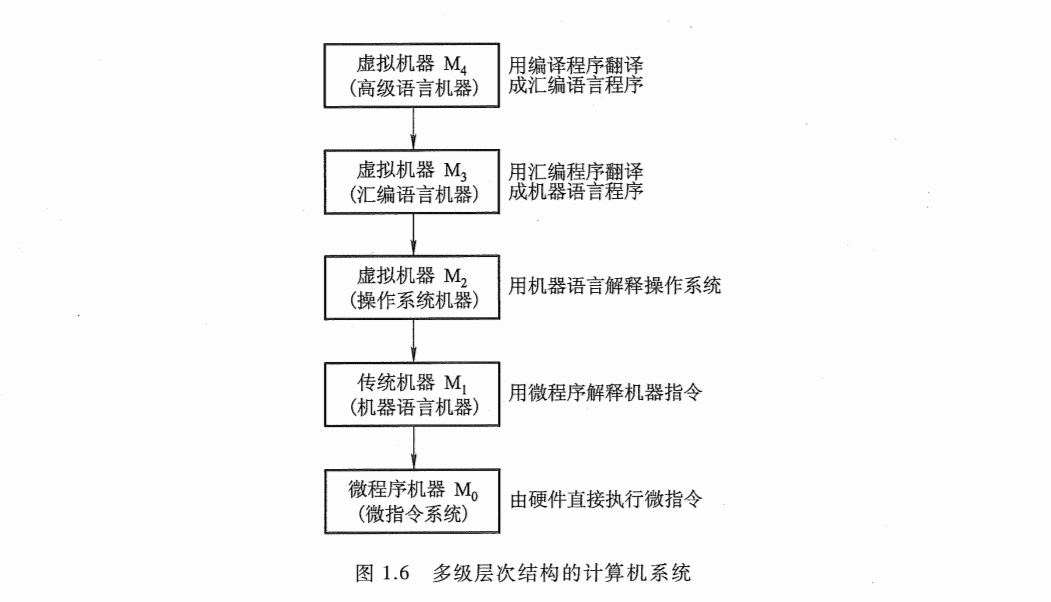 虚拟机器 M₄
(高级语言机器)
用编译程序翻译
成汇编语言程序
虚拟机器 M₃
(汇编语言机器)
用汇编程序翻译
成机器语言程序
虚拟机器 M₂
(操作系统机器)
用机器语言解释操作系统
传统机器 M₁
(机器语言机器)
用微程序解释机器指令
微程序机器 M₀
(微指令系统)
由硬件直接执行微指令
图 1.6 多级层次结构的计算机系统